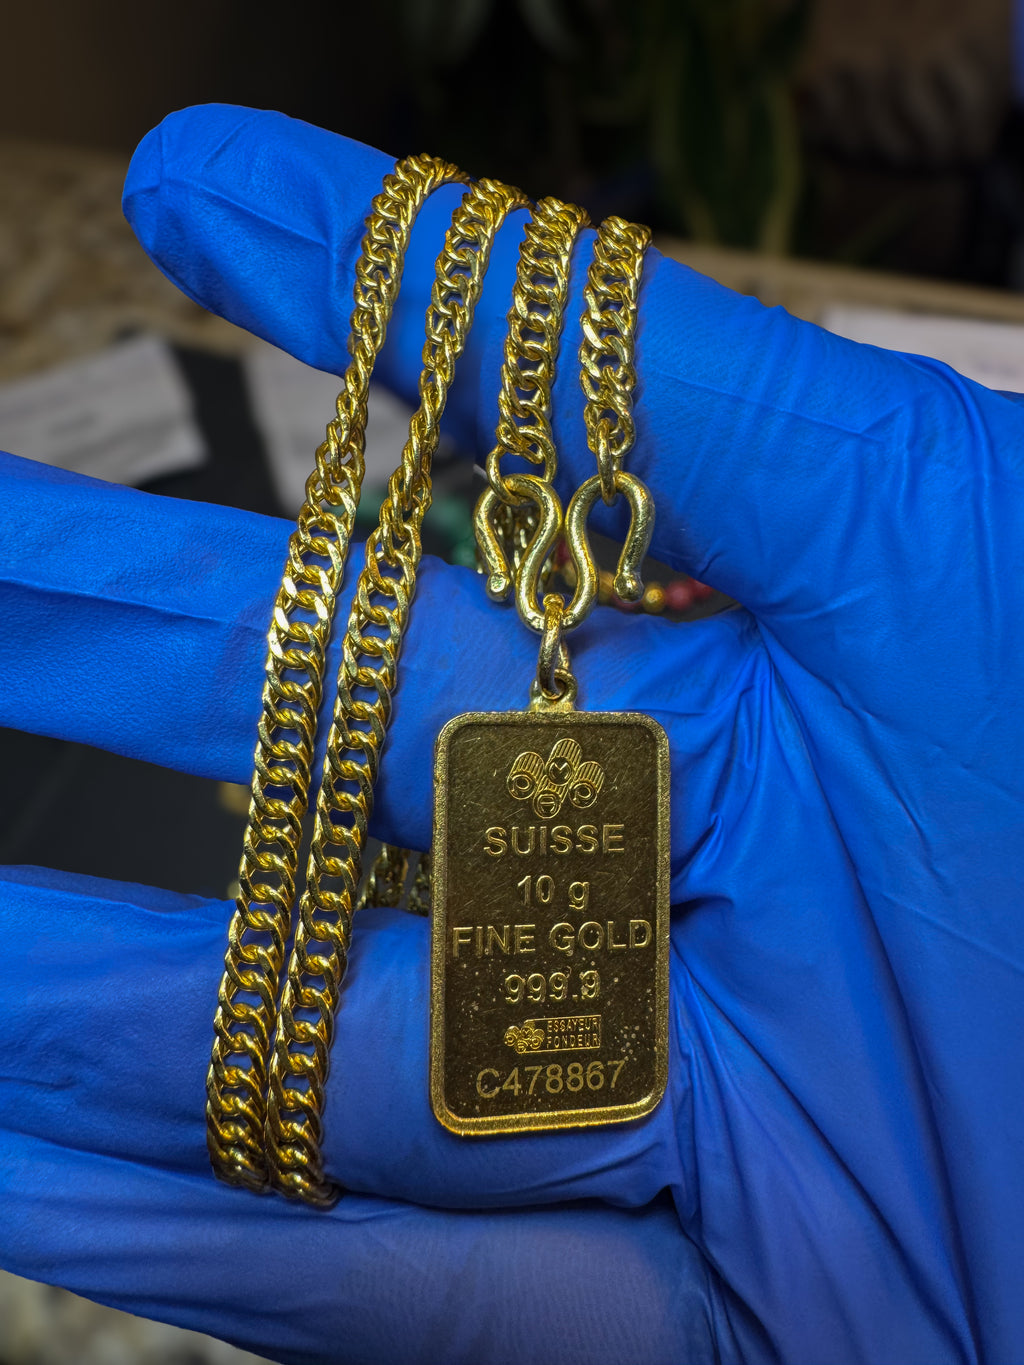 SUISSE
10 g
FINE GOLD
999.9
ESSAYEUR
FONDEUR
C478867